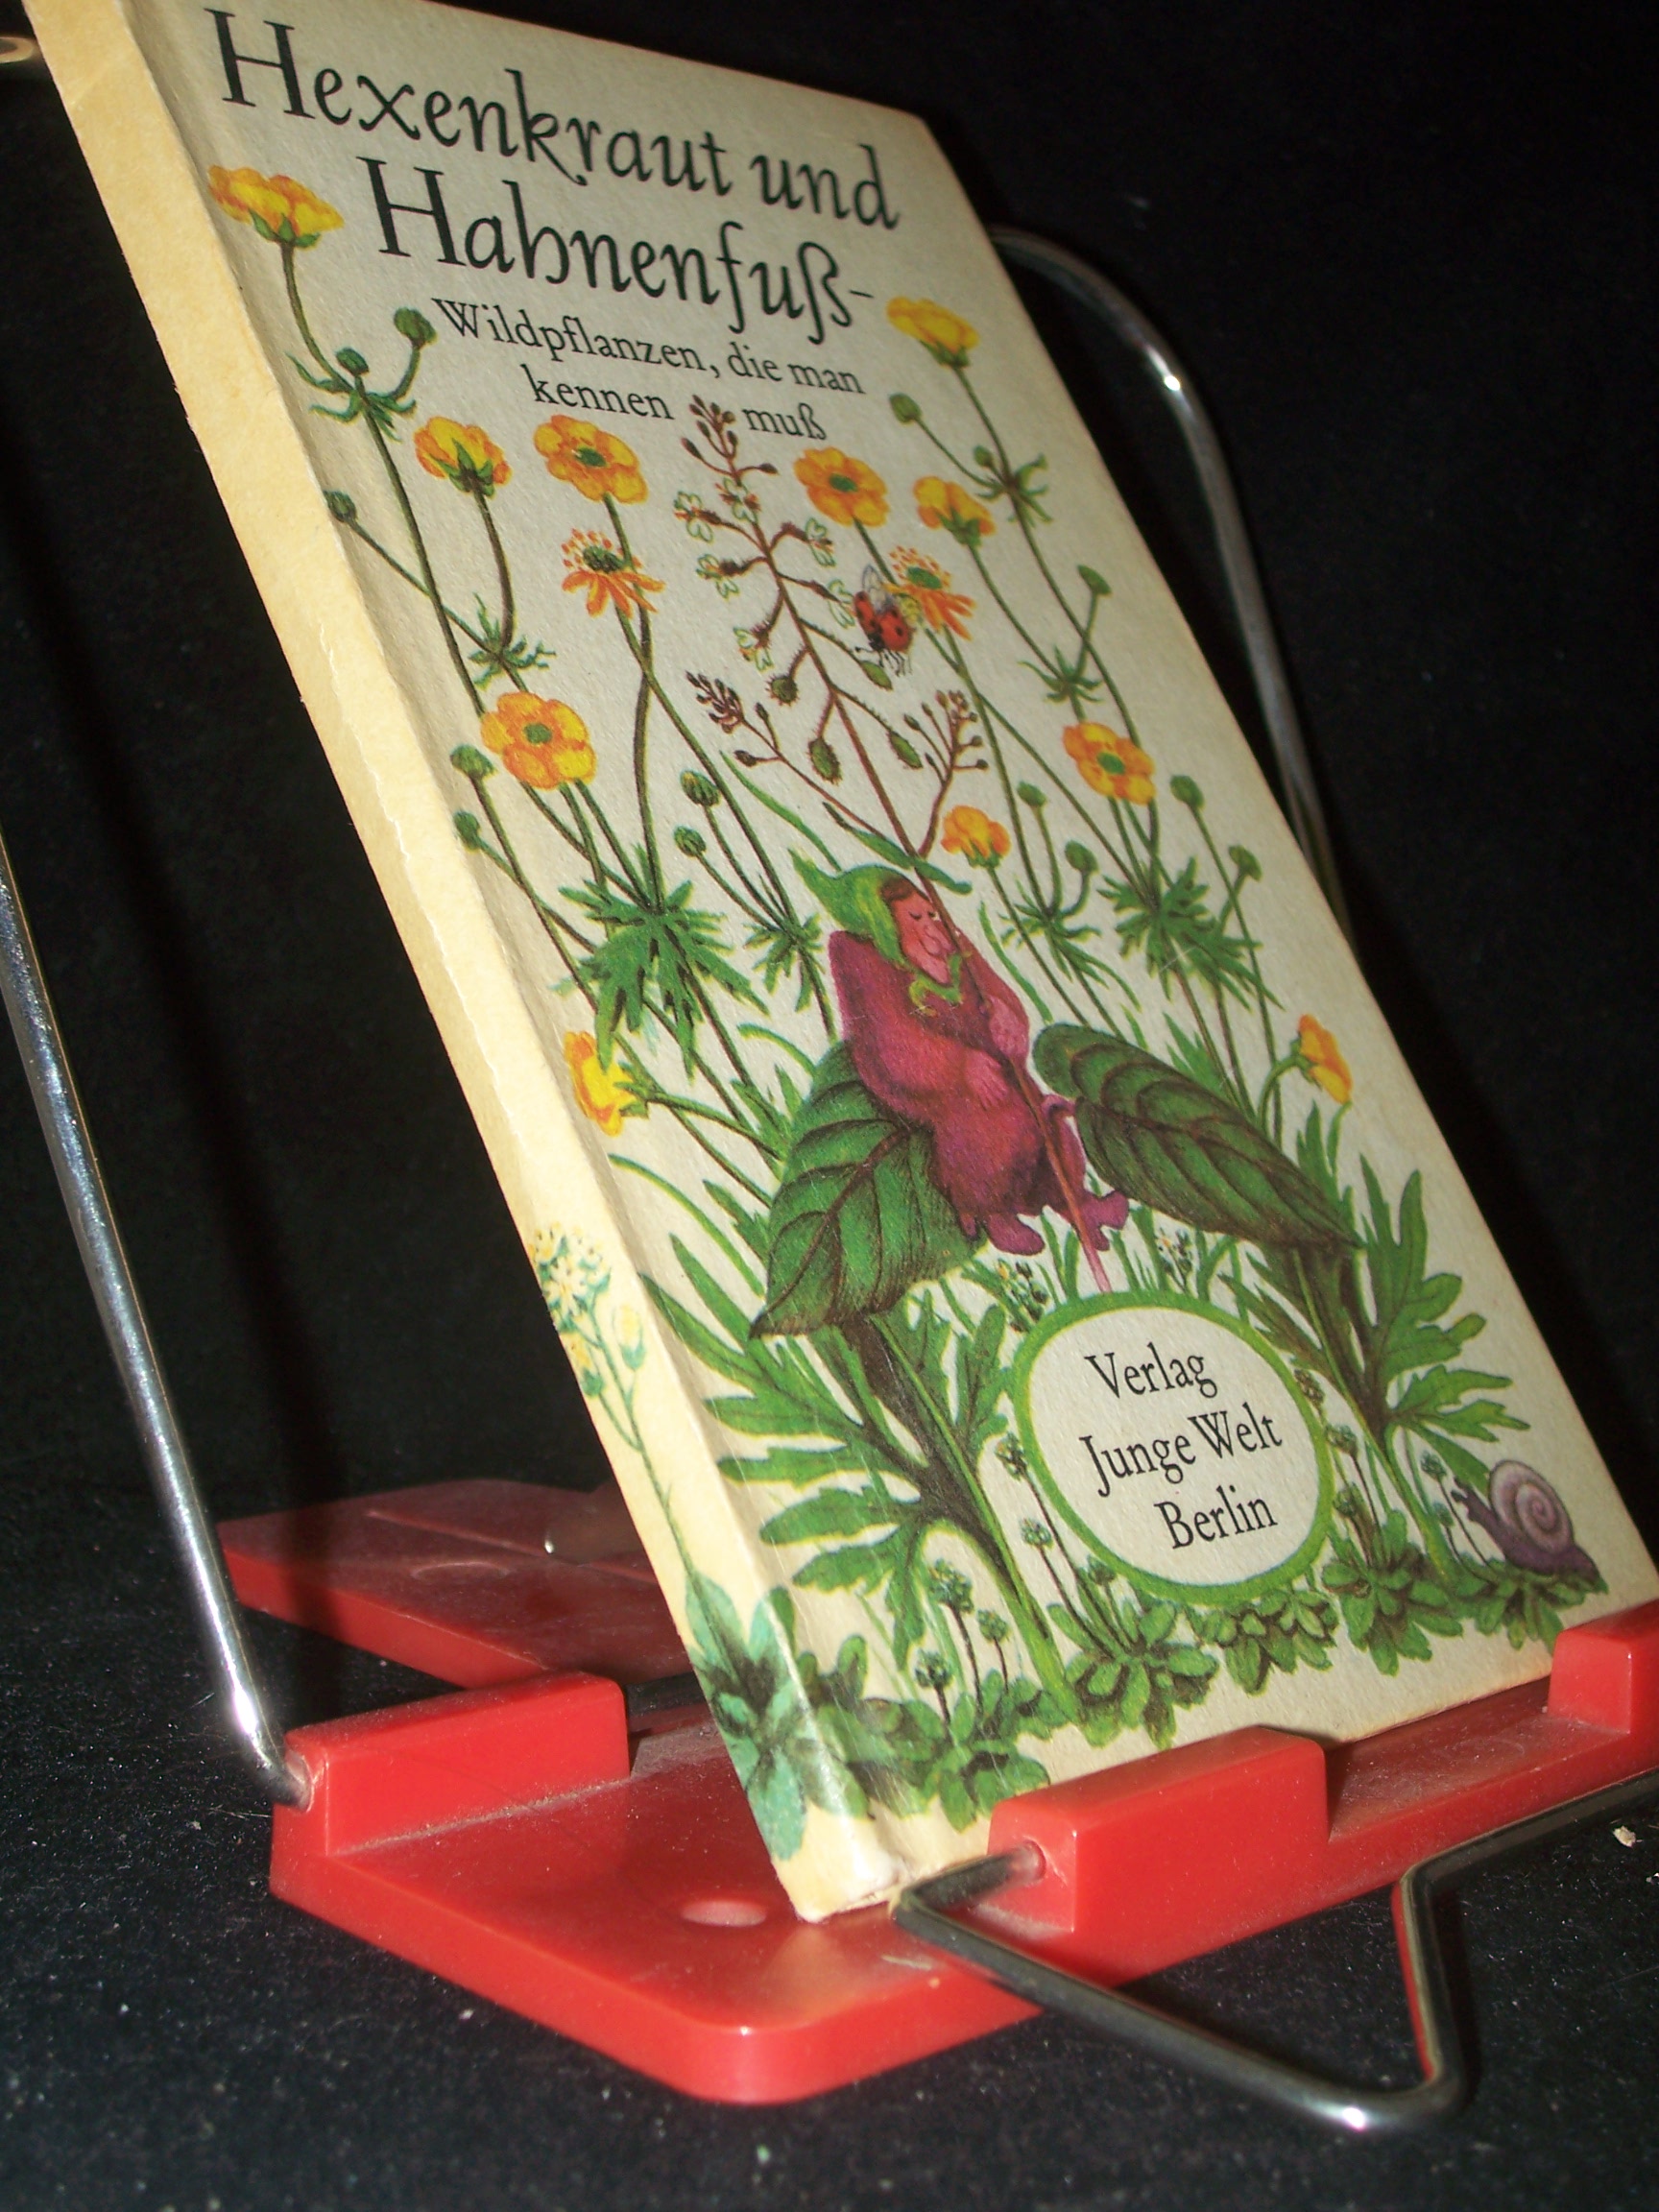 Hexenkraut und
Hahnenfuß-
Wildpflanzen, die man
kennen muß
Verlag
Junge Welt
Berlin